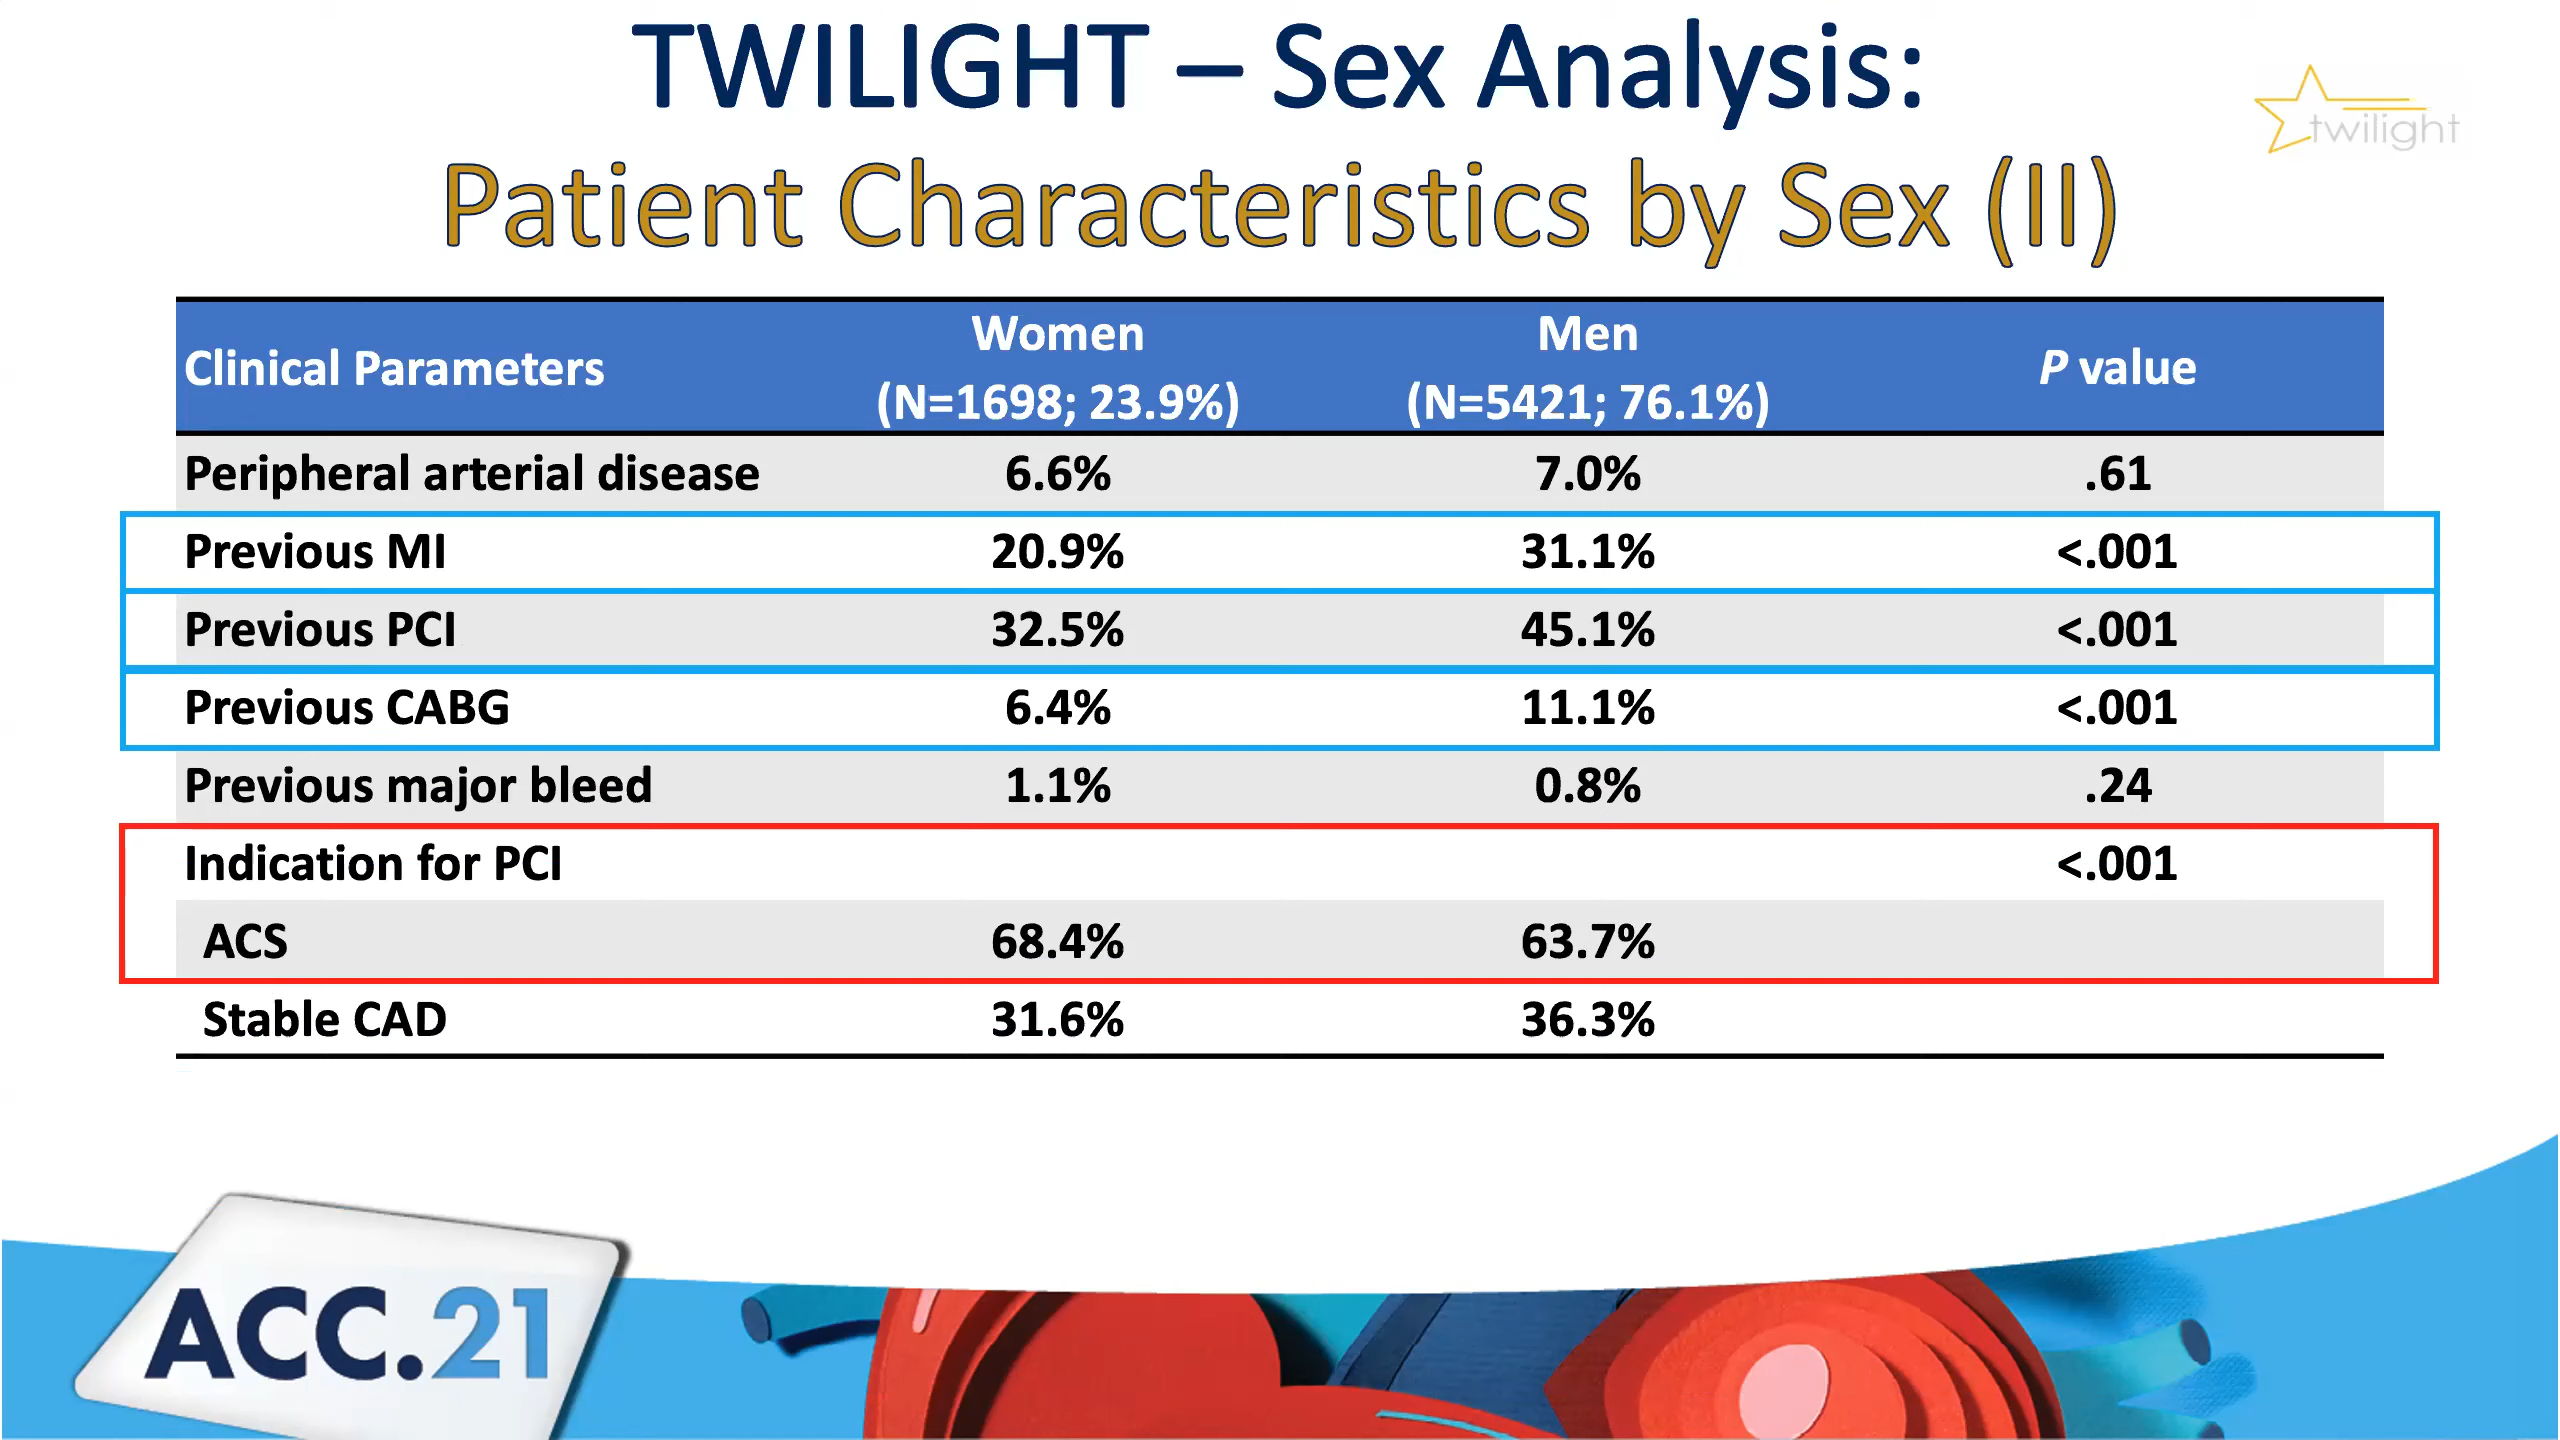 TWILIGHT – Sex Analysis:
twilight
Patient Characteristics by Sex (II)
Clinical Parameters Women (N=1698; 23.9%) Men (N=5421; 76.1%) P value
Peripheral arterial disease 6.6% 7.0% .61
Previous MI 20.9% 31.1% <.001
Previous PCI 32.5% 45.1% <.001
Previous CABG 6.4% 11.1% <.001
Previous major bleed 1.1% 0.8% .24
Indication for PCI <.001
ACS 68.4% 63.7%
Stable CAD 31.6% 36.3%
ACC.21